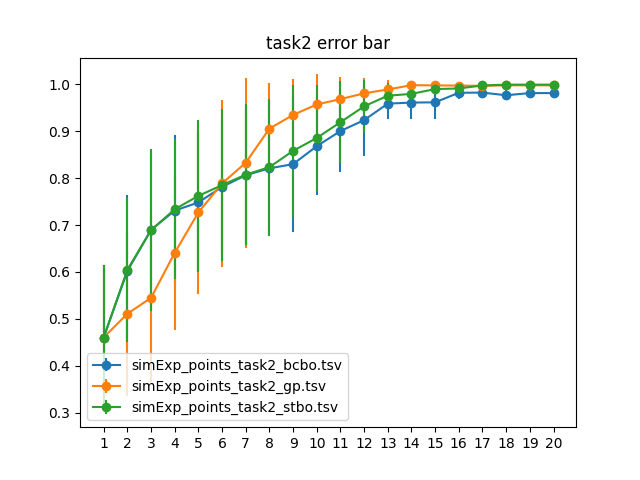 task2 error bar
1.0
0.9
0.8
0.7
0.6
0.5
0.4
0.3
simExp_points_task2_bcbo.tsv
simExp_points_task2_gp.tsv
simExp_points_task2_stbo.tsv
1 2 3 4 5 6 7 8 9 10 11 12 13 14 15 16 17 18 19 20